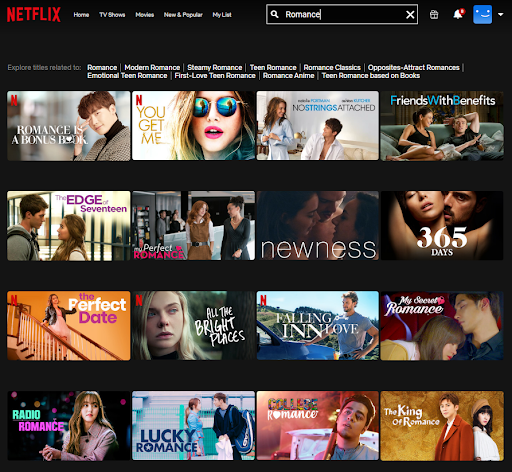 NETFLIX Home TV Shows Movies New & Popular My List Romance
Explore titles related to: Romance | Modern Romance | Steamy Romance | Teen Romance | Romance Classics | Opposites-Attract Romances |
Emotional Teen Romance | First-Love Teen Romance | Romance Anime | Teen Romance based on Books
N
ROMANCE IS
A BONUS BOOK
N
YOU
GET
ME
NATALIE PORTMAN ASHTON KUTCHER
NO STRINGS ATTACHED
FriendsWithBenefits
The EDGE of
Seventeen
my Perfect
ROMANCE
newness
365
DAYS
N
the
Perfect
Date
N
ALL THE
BRIGHT
PLACES
N
FALLING
INN LOVE
My Secret
Romance
RADIO
ROMANCE
LUCKY
ROMANCE
COLLEGE
ROMANCE
The King
Of Romance